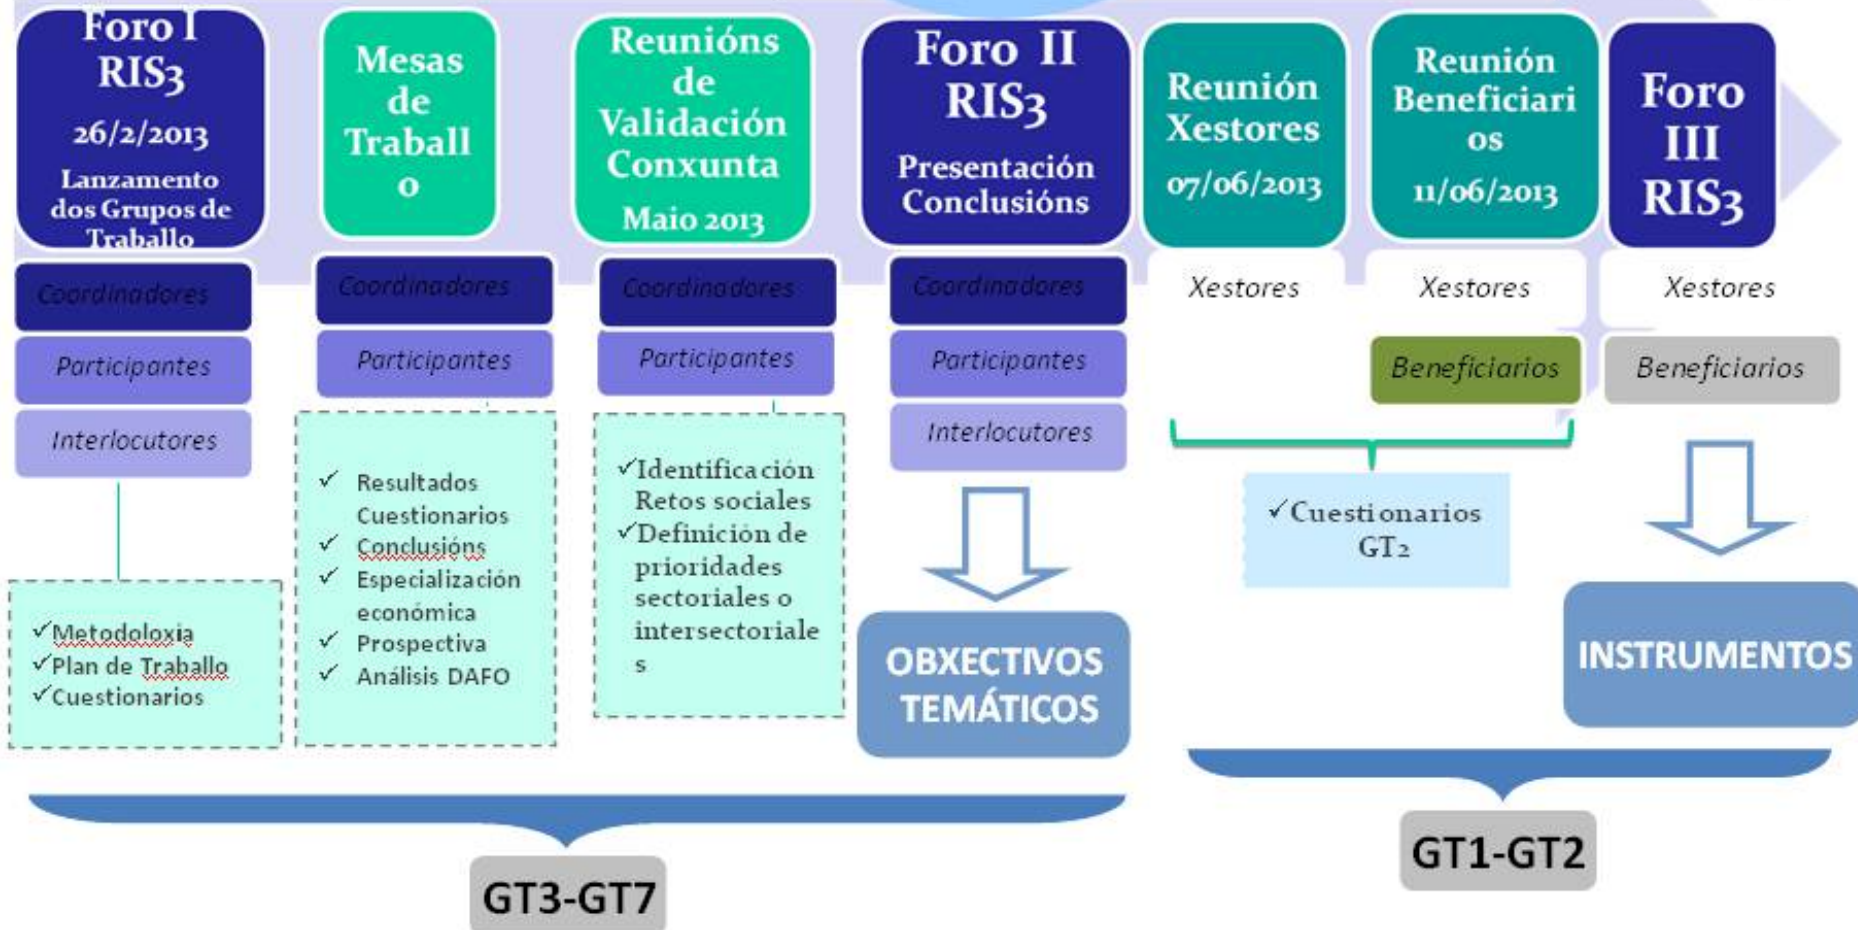 Foro I
RIS3
26/2/2013
Lanzamento
dos Grupos de
Traballo
Mesas
de
Traball
o
Reunións
de
Validación
Conxunta
Maio 2013
Foro II
RIS3
Presentación
Conclusións
Reunión
Xestores
07/06/2013
Reunión
Beneficiari
os
11/06/2013
Foro
III
RIS3
Coordinadores
Participantes
Interlocutores
Coordinadores
Participantes
Coordinadores
Participantes
Coordinadores
Participantes
Interlocutores
Xestores
Xestores
Beneficiarios
Xestores
Beneficiarios
✓Metodoloxia
✓Plan de Traballo
✓Cuestionarios
✓ Resultados
Cuestionarios
✓ Conclusións
✓ Especialización
económica
✓ Prospectiva
✓ Análisis DAFO
✓Identificación
Retos sociales
✓Definición de
prioridades
sectoriales o
intersectoriale
s
OBXECTIVOS
TEMÁTICOS
✓Cuestionarios
GT2
INSTRUMENTOS
GT3-GT7
GT1-GT2